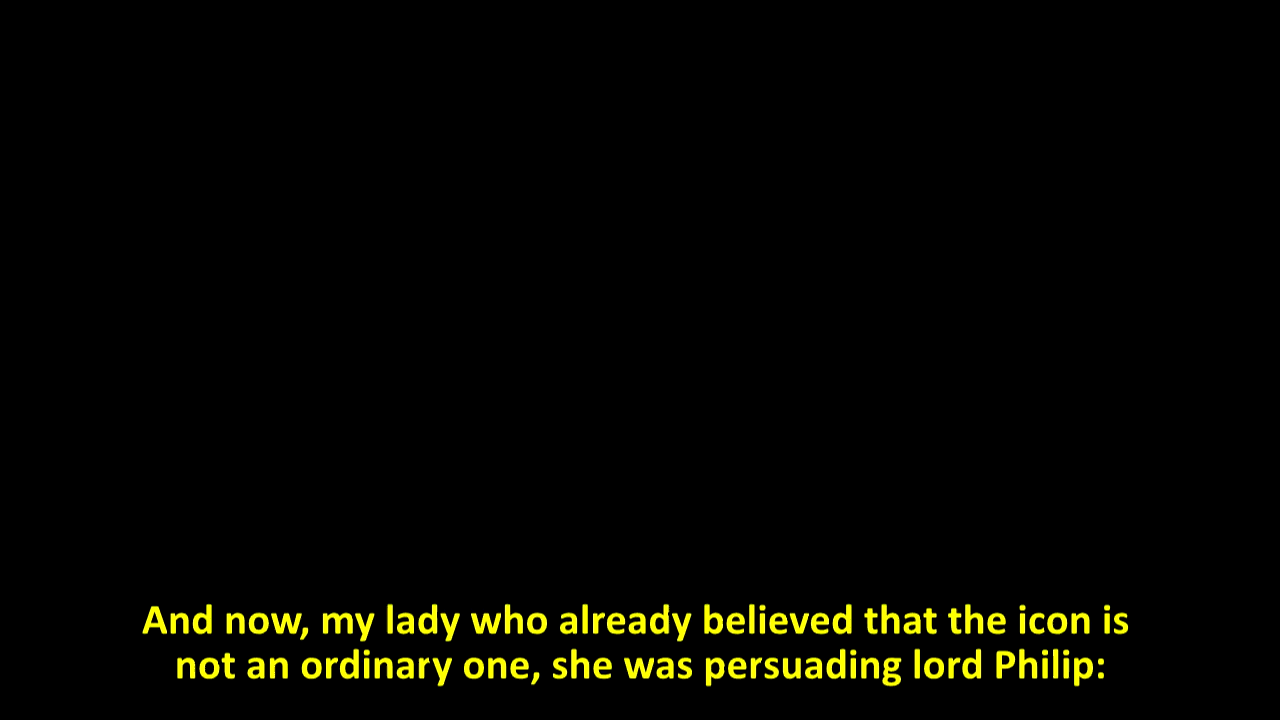 And now, my lady who already believed that the icon is
not an ordinary one, she was persuading lord Philip: